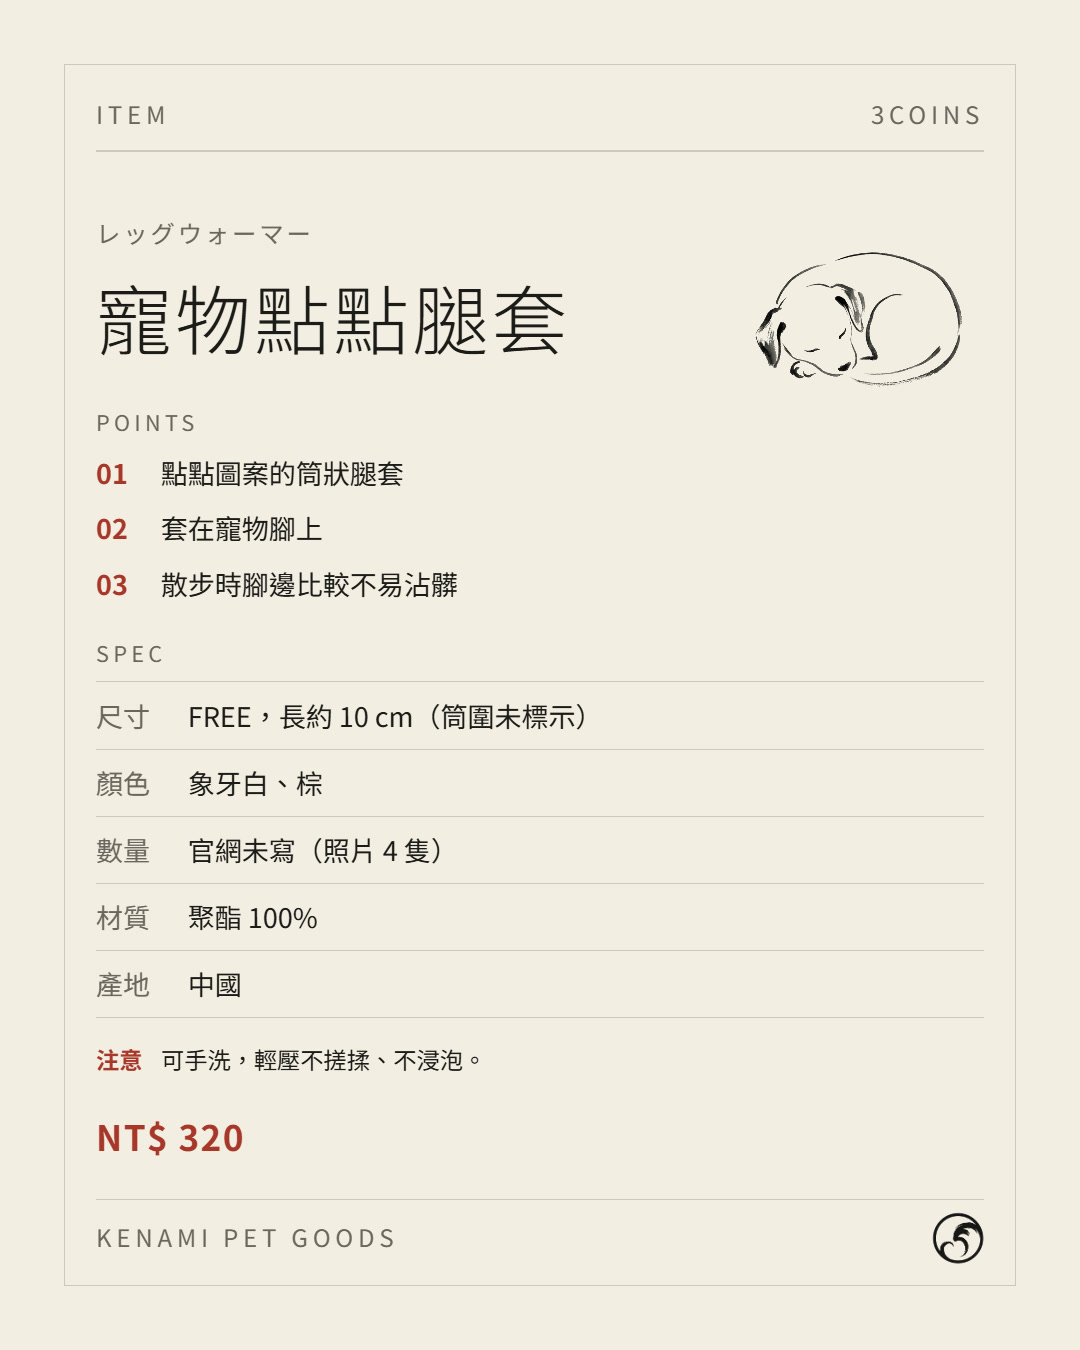 ITEM
3COINS
レッグウォーマー
寵物點點腿套
POINTS
01 點點圖案的筒狀腿套
02 套在寵物腳上
03 散步時腳邊比較不易沾髒
SPEC
尺寸 FREE，長約 10 cm（筒圍未標示）
顏色 象牙白、棕
數量 官網未寫（照片 4 隻）
材質 聚酯 100%
產地 中國
注意 可手洗，輕壓不搓揉、不浸泡。
NT$ 320
KENAMI PET GOODS